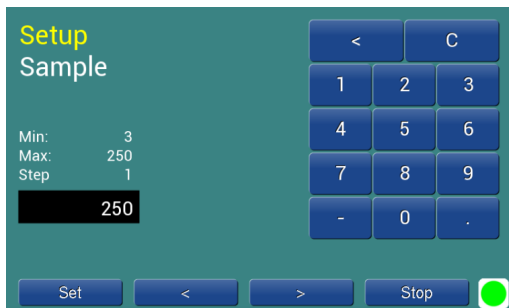 Setup
Sample
Min: 3
Max: 250
Step 1
250
< C
1 2 3
4 5 6
7 8 9
- 0 .
Set < > Stop